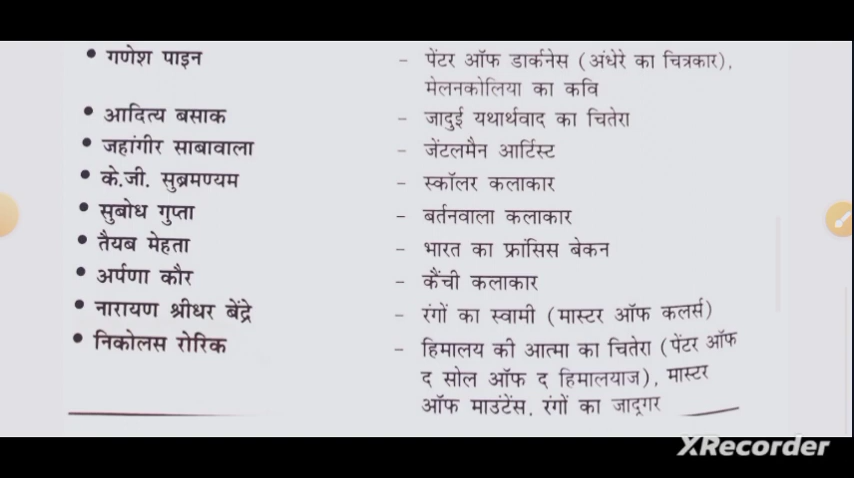 • गणेश पाइन – पेंटर ऑफ डार्कनेस (अंधेरे का चित्रकार),
मेलनकोलिया का कवि
• आदित्य बसाक – जादुई यथार्थवाद का चितेरा
• जहांगीर साबावाला – जेंटलमैन आर्टिस्ट
• के.जी. सुब्रमण्यम – स्कॉलर कलाकार
• सुबोध गुप्ता – बर्तनवाला कलाकार
• तैयब मेहता – भारत का फ्रांसिस बेकन
• अर्पणा कौर – कैंची कलाकार
• नारायण श्रीधर बेंद्रे – रंगों का स्वामी (मास्टर ऑफ कलर्स)
• निकोलस रोरिक – हिमालय की आत्मा का चितेरा (पेंटर ऑफ
द सोल ऑफ द हिमालयाज), मास्टर
ऑफ माउंटेंस, रंगों का जादूगर
XRecorder